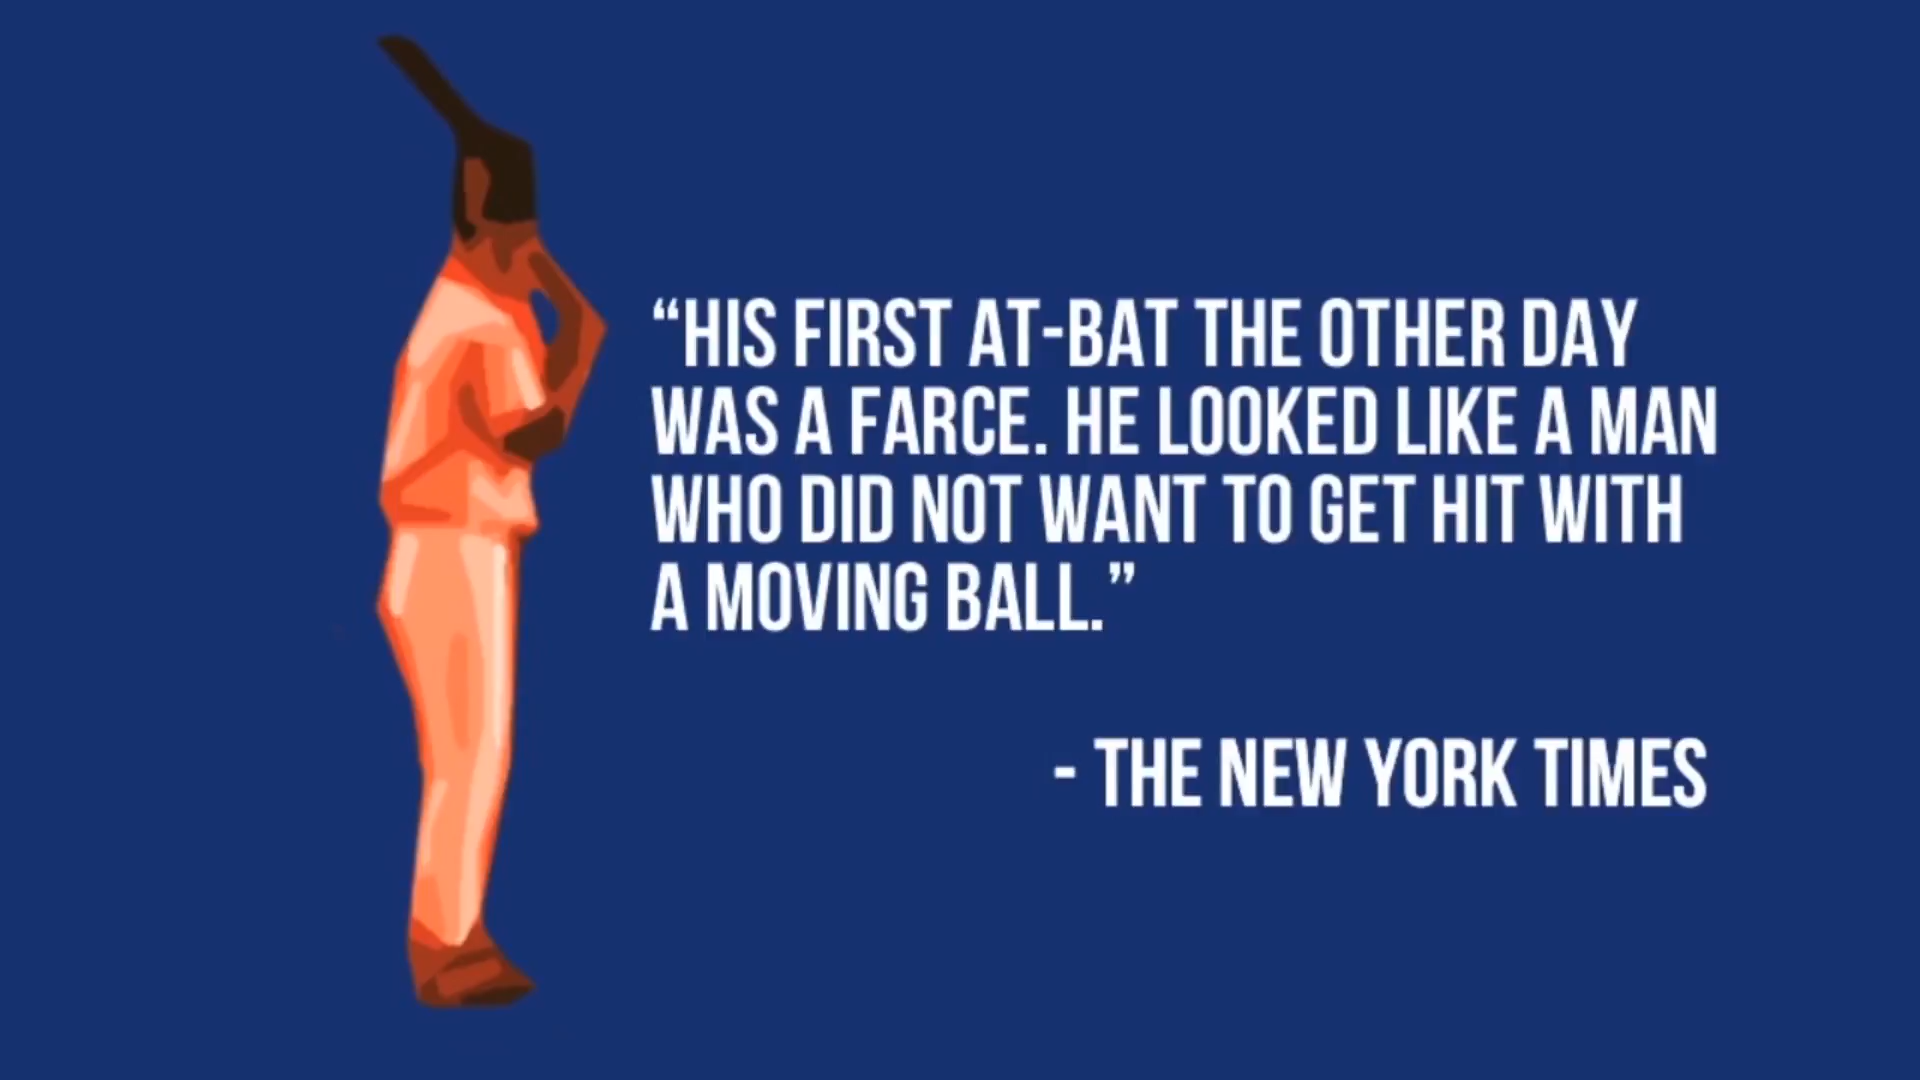 “HIS FIRST AT-BAT THE OTHER DAY
WAS A FARCE. HE LOOKED LIKE A MAN
WHO DID NOT WANT TO GET HIT WITH
A MOVING BALL.”
- THE NEW YORK TIMES